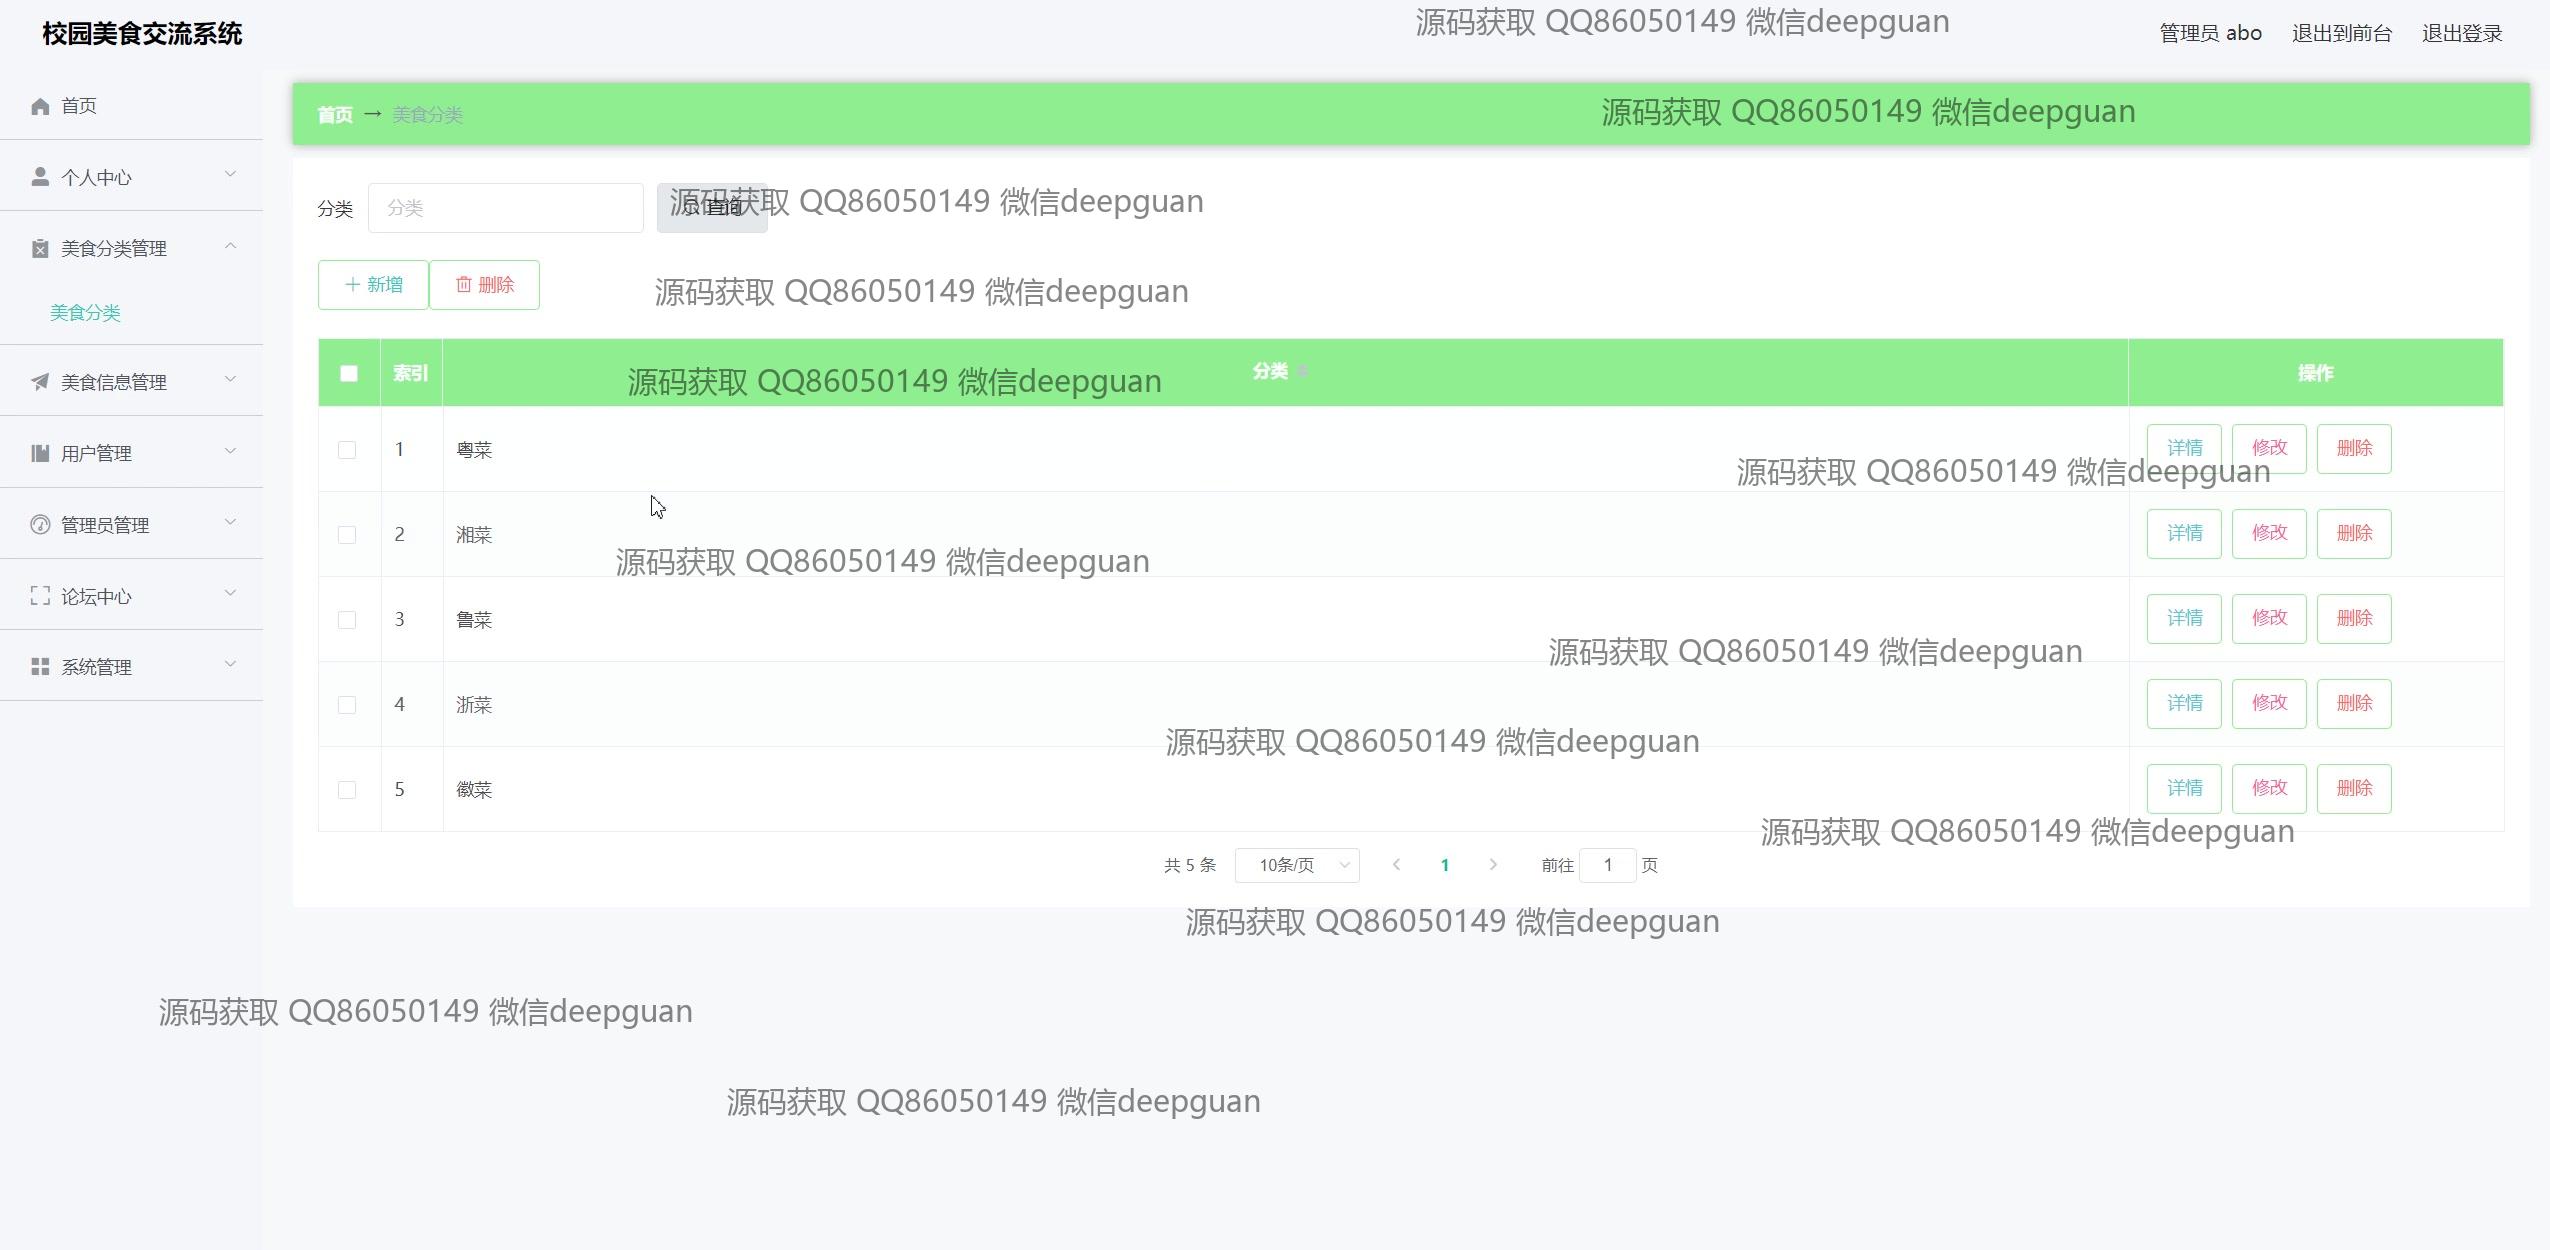 校园美食交流系统
源码获取 QQ86050149 微信deepguan
管理员 abo 退出到前台 退出登录
首页
首页 → 美食分类
源码获取 QQ86050149 微信deepguan
个人中心
分类 分类 查询
源码获取 QQ86050149 微信deepguan
美食分类管理
新增 删除
源码获取 QQ86050149 微信deepguan
美食分类
美食信息管理
索引 分类 操作
源码获取 QQ86050149 微信deepguan
用户管理
1 粤菜 详情 修改 删除
源码获取 QQ86050149 微信deepguan
管理员管理
2 湘菜 详情 修改 删除
源码获取 QQ86050149 微信deepguan
论坛中心
3 鲁菜 详情 修改 删除
源码获取 QQ86050149 微信deepguan
系统管理
4 浙菜 详情 修改 删除
源码获取 QQ86050149 微信deepguan
5 徽菜 详情 修改 删除
源码获取 QQ86050149 微信deepguan
共 5 条 10条/页 1 前往 1 页
源码获取 QQ86050149 微信deepguan
源码获取 QQ86050149 微信deepguan
源码获取 QQ86050149 微信deepguan